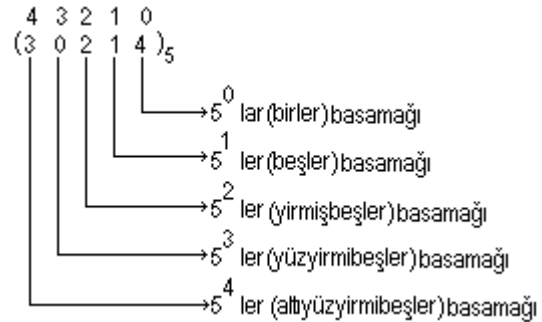 4 3 2 1 0
(3 0 2 1 4)₅
5⁰ lar(birler)basamağı
5¹ ler(beşler)basamağı
5² ler(yirmişbeşler)basamağı
5³ ler(yüzyirmibeşler)basamağı
5⁴ ler (altıyüzyirmibeşler)basamağı